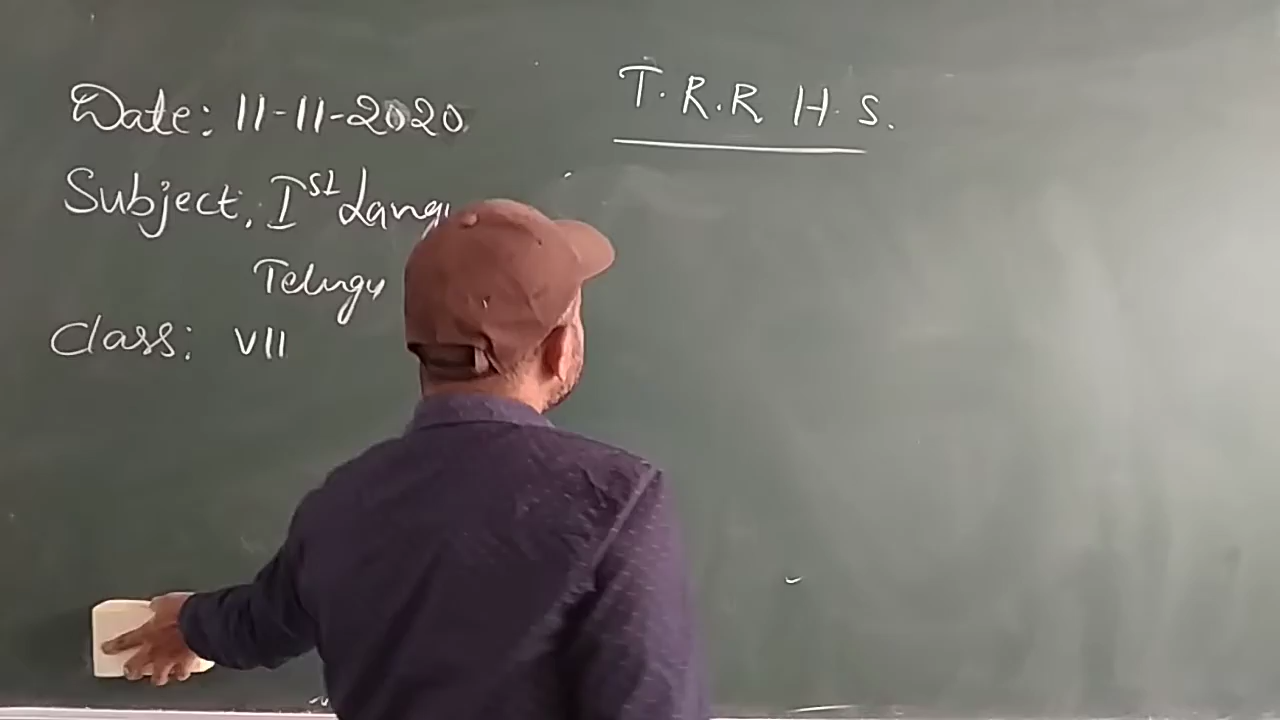 T.R.R H.S.
Date: 11-11-2020
Subject: Ist
Telugu
Class: VII